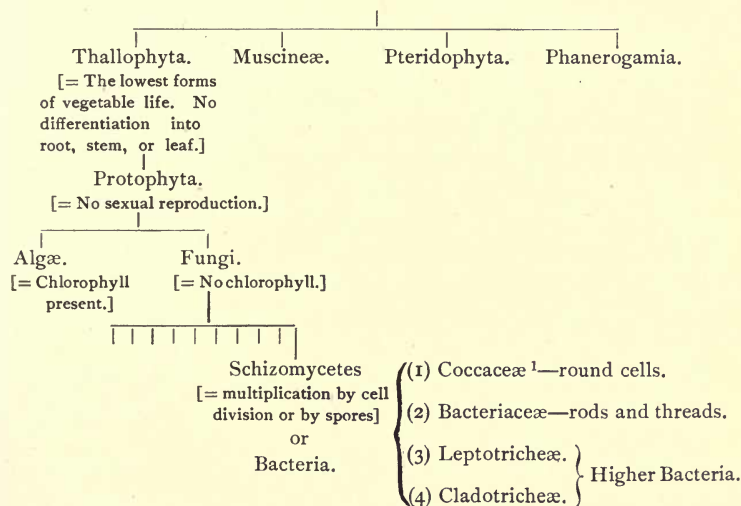 Thallophyta. Muscineæ. Pteridophyta. Phanerogamia.
[= The lowest forms
of vegetable life. No
differentiation into
root, stem, or leaf.]
Protophyta.
[= No sexual reproduction.]
Algæ. Fungi.
[= Chlorophyll [= No chlorophyll.]
present.]
Schizomycetes
[= multiplication by cell
division or by spores]
or
Bacteria.
(1) Coccaceæ ¹—round cells.
(2) Bacteriaceæ—rods and threads.
(3) Leptotricheæ.
(4) Cladotricheæ.
Higher Bacteria.